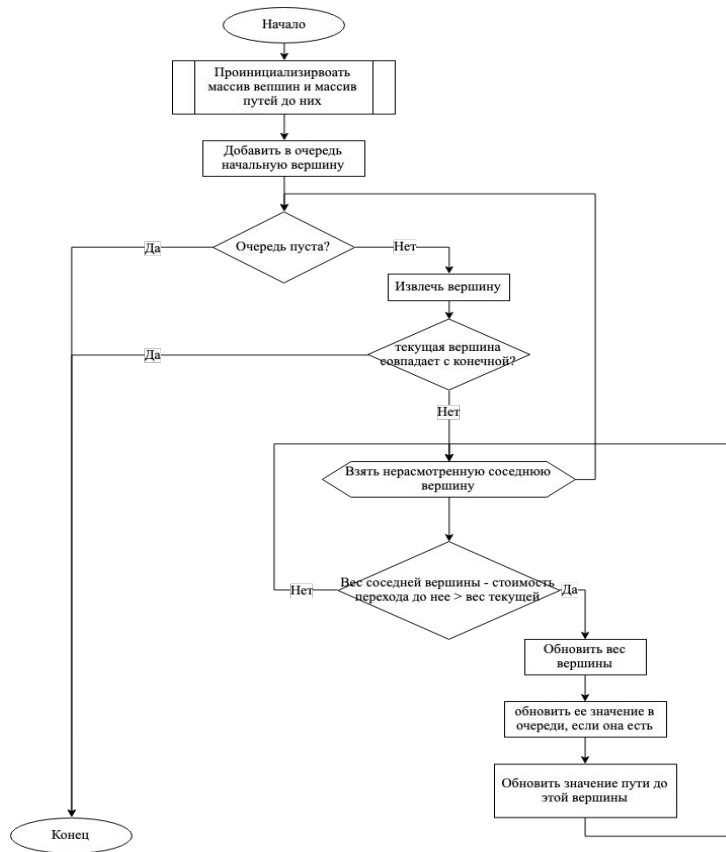 Начало
Проинициализирвоать
массив вепшин и массив
путей до них
Добавить в очередь
начальную вершину
Очередь пуста?
Да
Нет
Извлечь вершину
текущая вершина
совпадает с конечной?
Да
Нет
Взять нерасмотренную соседнюю
вершину
Вес соседней вершины - стоимость
перехода до нее > вес текущей
Нет
Да
Обновить вес
вершины
обновить ее значение в
очереди, если она есть
Обновить значение пути до
этой вершины
Конец